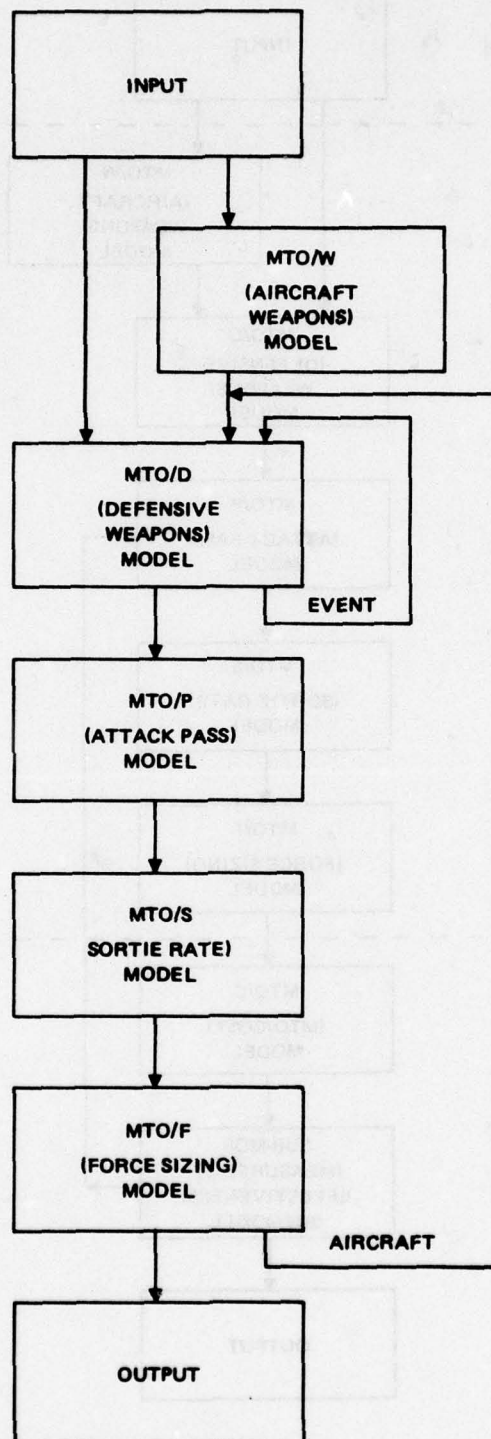 INPUT
MTO/W
(AIRCRAFT
WEAPONS)
MODEL
MTO/D
(DEFENSIVE
WEAPONS)
MODEL
EVENT
MTO/P
(ATTACK PASS)
MODEL
MTO/S
SORTIE RATE)
MODEL
MTO/F
(FORCE SIZING)
MODEL
AIRCRAFT
OUTPUT